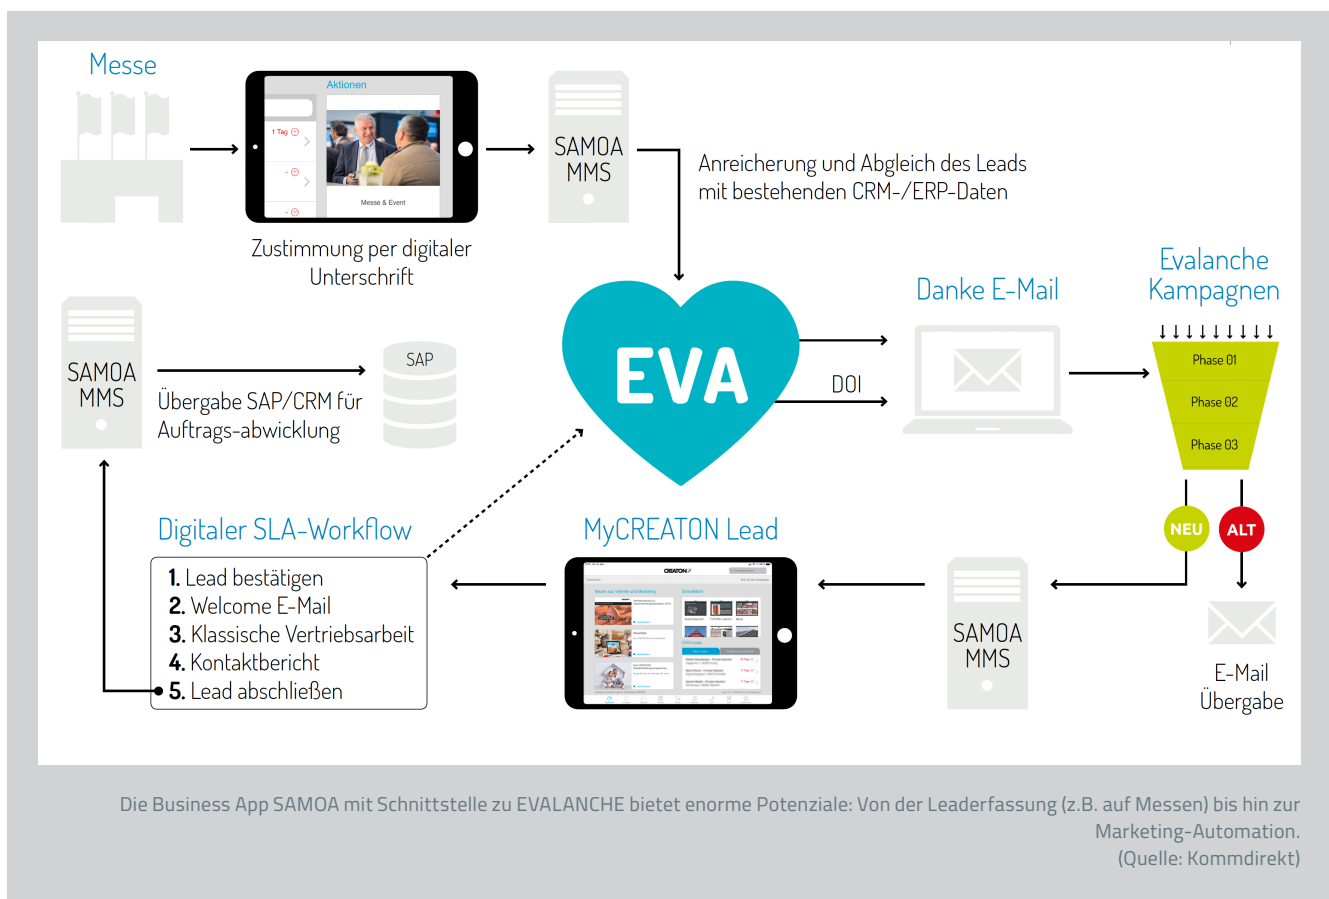 Messe
Aktionen
1 Tag
Messe & Event
Zustimmung per digitaler
Unterschrift
SAMOA
MMS
Anreicherung und Abgleich des Leads
mit bestehenden CRM-/ERP-Daten
EVA
DOI
Danke E-Mail
Evalanche
Kampagnen
Phase 01
Phase 02
Phase 03
NEU
ALT
E-Mail
Übergabe
SAMOA
MMS
MyCREATON Lead
CREATON
Digitaler SLA-Workflow
1. Lead bestätigen
2. Welcome E-Mail
3. Klassische Vertriebsarbeit
4. Kontaktbericht
5. Lead abschließen
SAMOA
MMS
Übergabe SAP/CRM für
Auftrags-abwicklung
SAP
Die Business App SAMOA mit Schnittstelle zu EVALANCHE bietet enorme Potenziale: Von der Leaderfassung (z.B. auf Messen) bis hin zur
Marketing-Automation.
(Quelle: Kommdirekt)